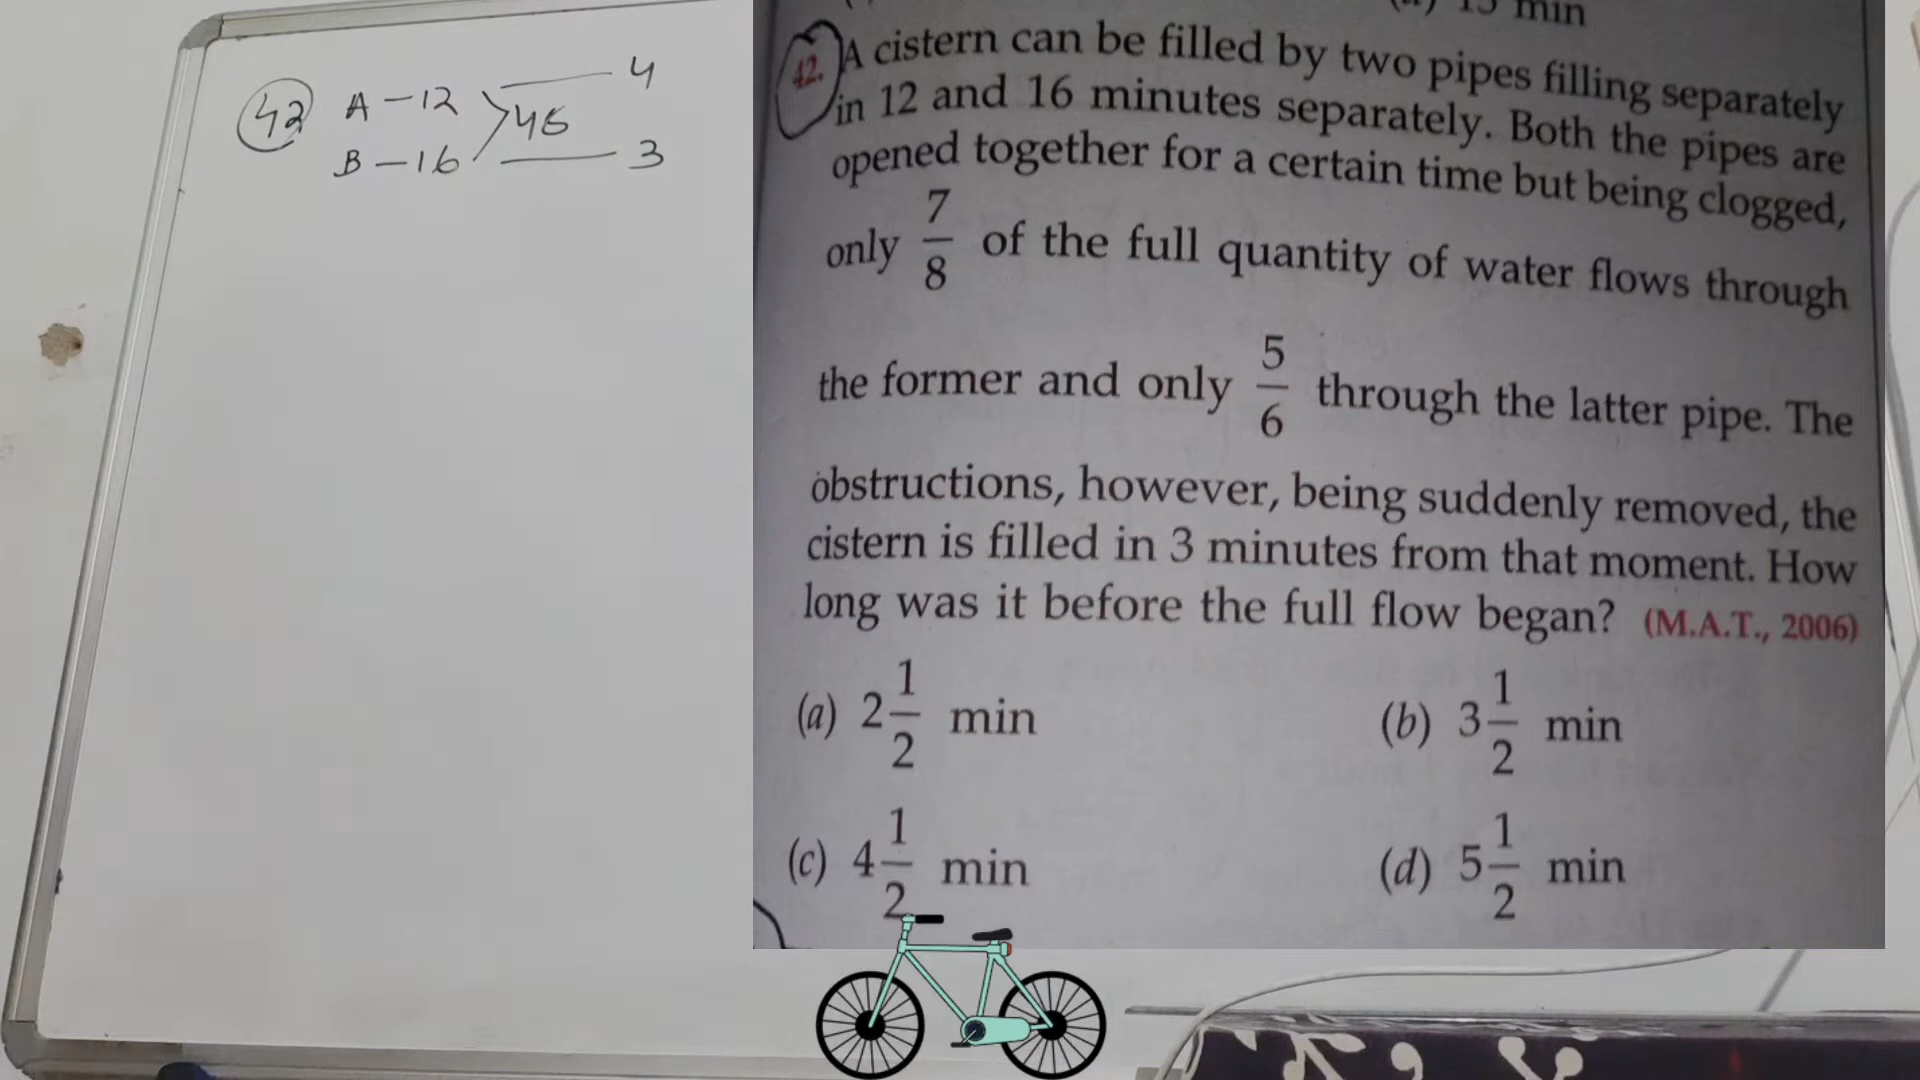 42 A - 12 4
48
B - 16 3
min
42. A cistern can be filled by two pipes filling separately
in 12 and 16 minutes separately. Both the pipes are
opened together for a certain time but being clogged,
only 7/8 of the full quantity of water flows through
the former and only 5/6 through the latter pipe. The
obstructions, however, being suddenly removed, the
cistern is filled in 3 minutes from that moment. How
long was it before the full flow began? (M.A.T., 2006)
(a) 2 1/2 min (b) 3 1/2 min
(c) 4 1/2 min (d) 5 1/2 min